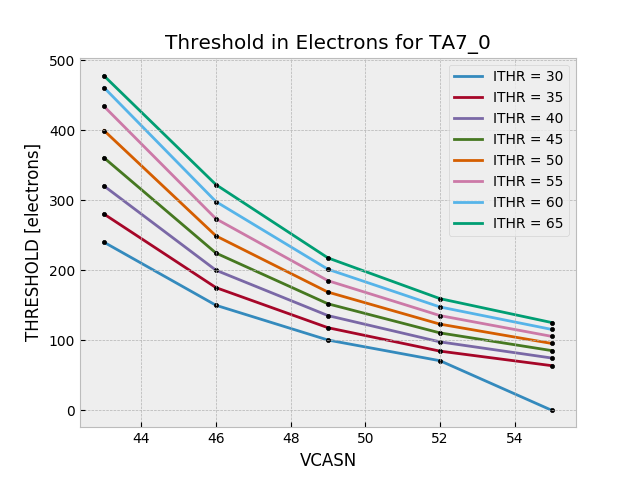 Threshold in Electrons for TA7_0
THRESHOLD [electrons]
500
400
300
200
100
0
44
46
48
50
52
54
VCASN
ITHR = 30
ITHR = 35
ITHR = 40
ITHR = 45
ITHR = 50
ITHR = 55
ITHR = 60
ITHR = 65